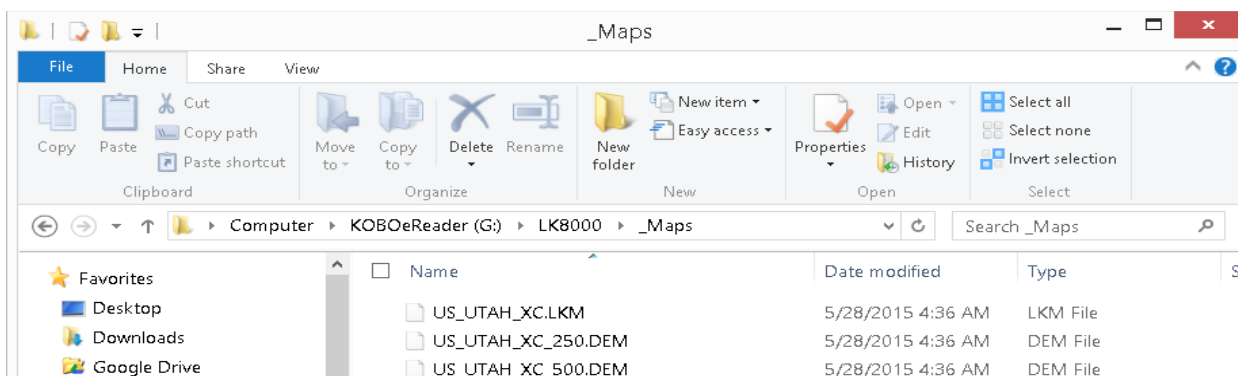 _Maps
File Home Share View
Copy
Paste
Cut
Copy path
Paste shortcut
Clipboard
Move to
Copy to
Delete
Rename
Organize
New folder
New item
Easy access
New
Properties
Open
Edit
History
Open
Select all
Select none
Invert selection
Select
Computer KOBOeReader (G:) LK8000 _Maps
Search _Maps
Favorites
Desktop
Downloads
Google Drive
Name Date modified Type S
US_UTAH_XC.LKM 5/28/2015 4:36 AM LKM File
US_UTAH_XC_250.DEM 5/28/2015 4:36 AM DEM File
US_UTAH_XC_500.DEM 5/28/2015 4:36 AM DEM File